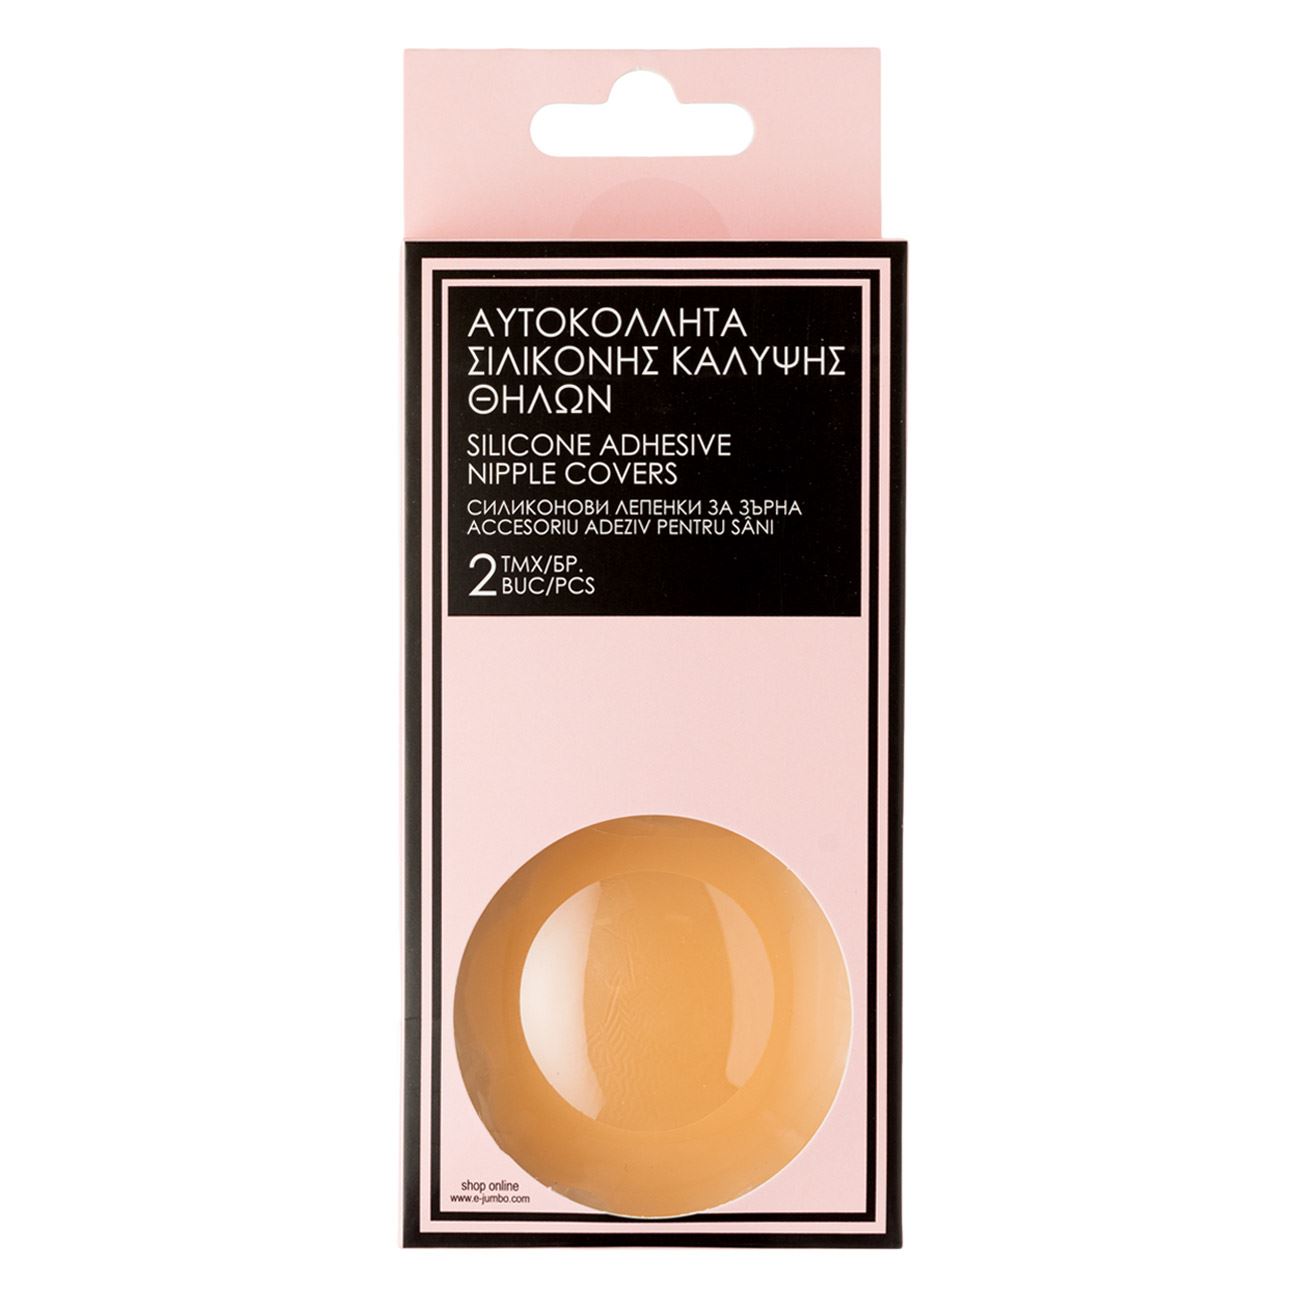 ΑΥΤΟΚΟΛΛΗΤΑ
ΣΙΛΙΚΟΝΗΣ ΚΑΛΥΨΗΣ
ΘΗΛΩΝ
SILICONE ADHESIVE
NIPPLE COVERS
СИЛИКОНОВИ ЛЕПЕНКИ ЗА ЗЪРНА
ACCESORIU ADEZIV PENTRU SÂNI
2 ΤΜΧ/БР.
BUC/PCS
shop online
www.e-jumbo.com